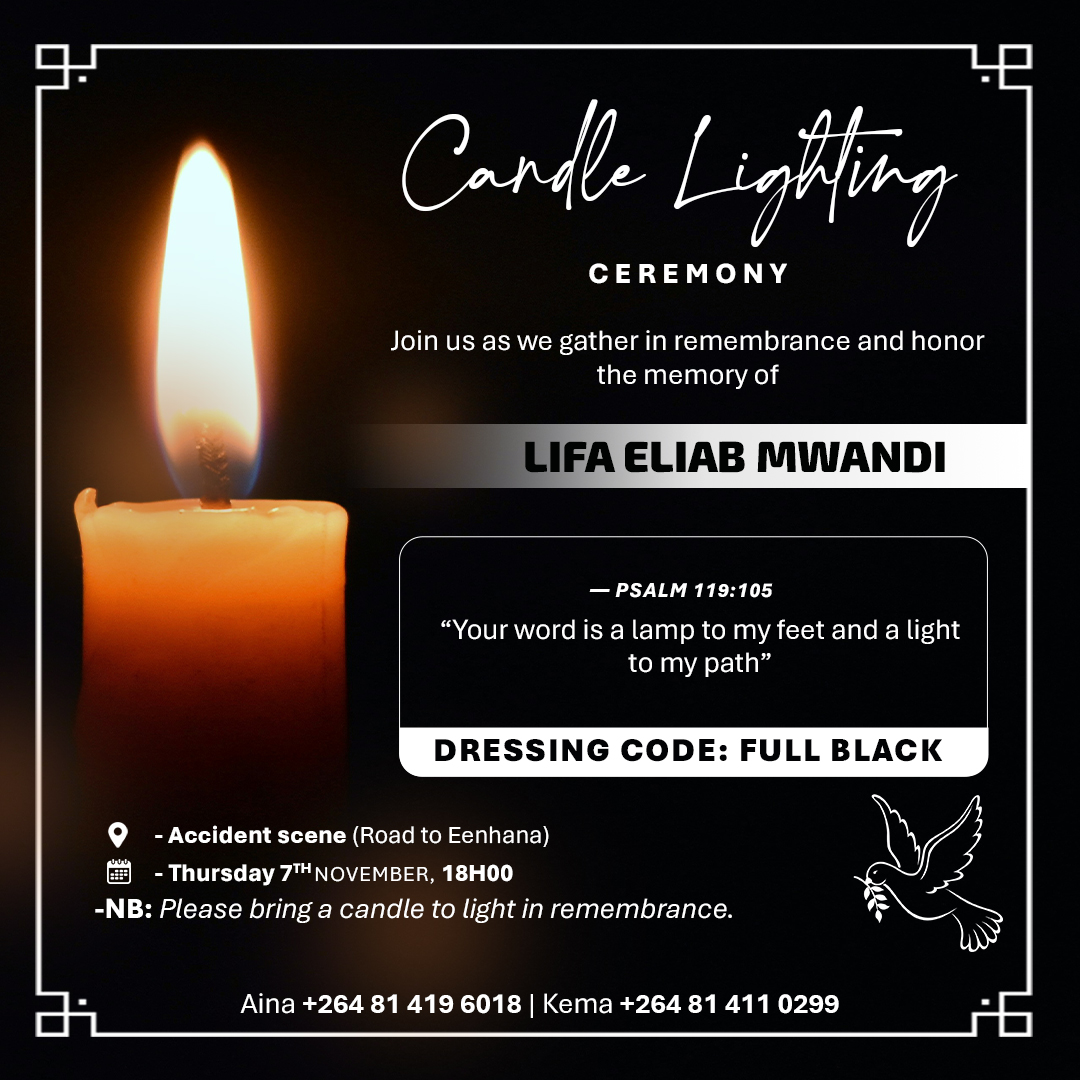 Candle Lighting
CEREMONY
Join us as we gather in remembrance and honor
the memory of
LIFA ELIAB MWANDI
— PSALM 119:105
“Your word is a lamp to my feet and a light
to my path”
DRESSING CODE: FULL BLACK
- Accident scene (Road to Eenhana)
- Thursday 7TH NOVEMBER, 18H00
-NB: Please bring a candle to light in remembrance.
Aina +264 81 419 6018 | Kema +264 81 411 0299